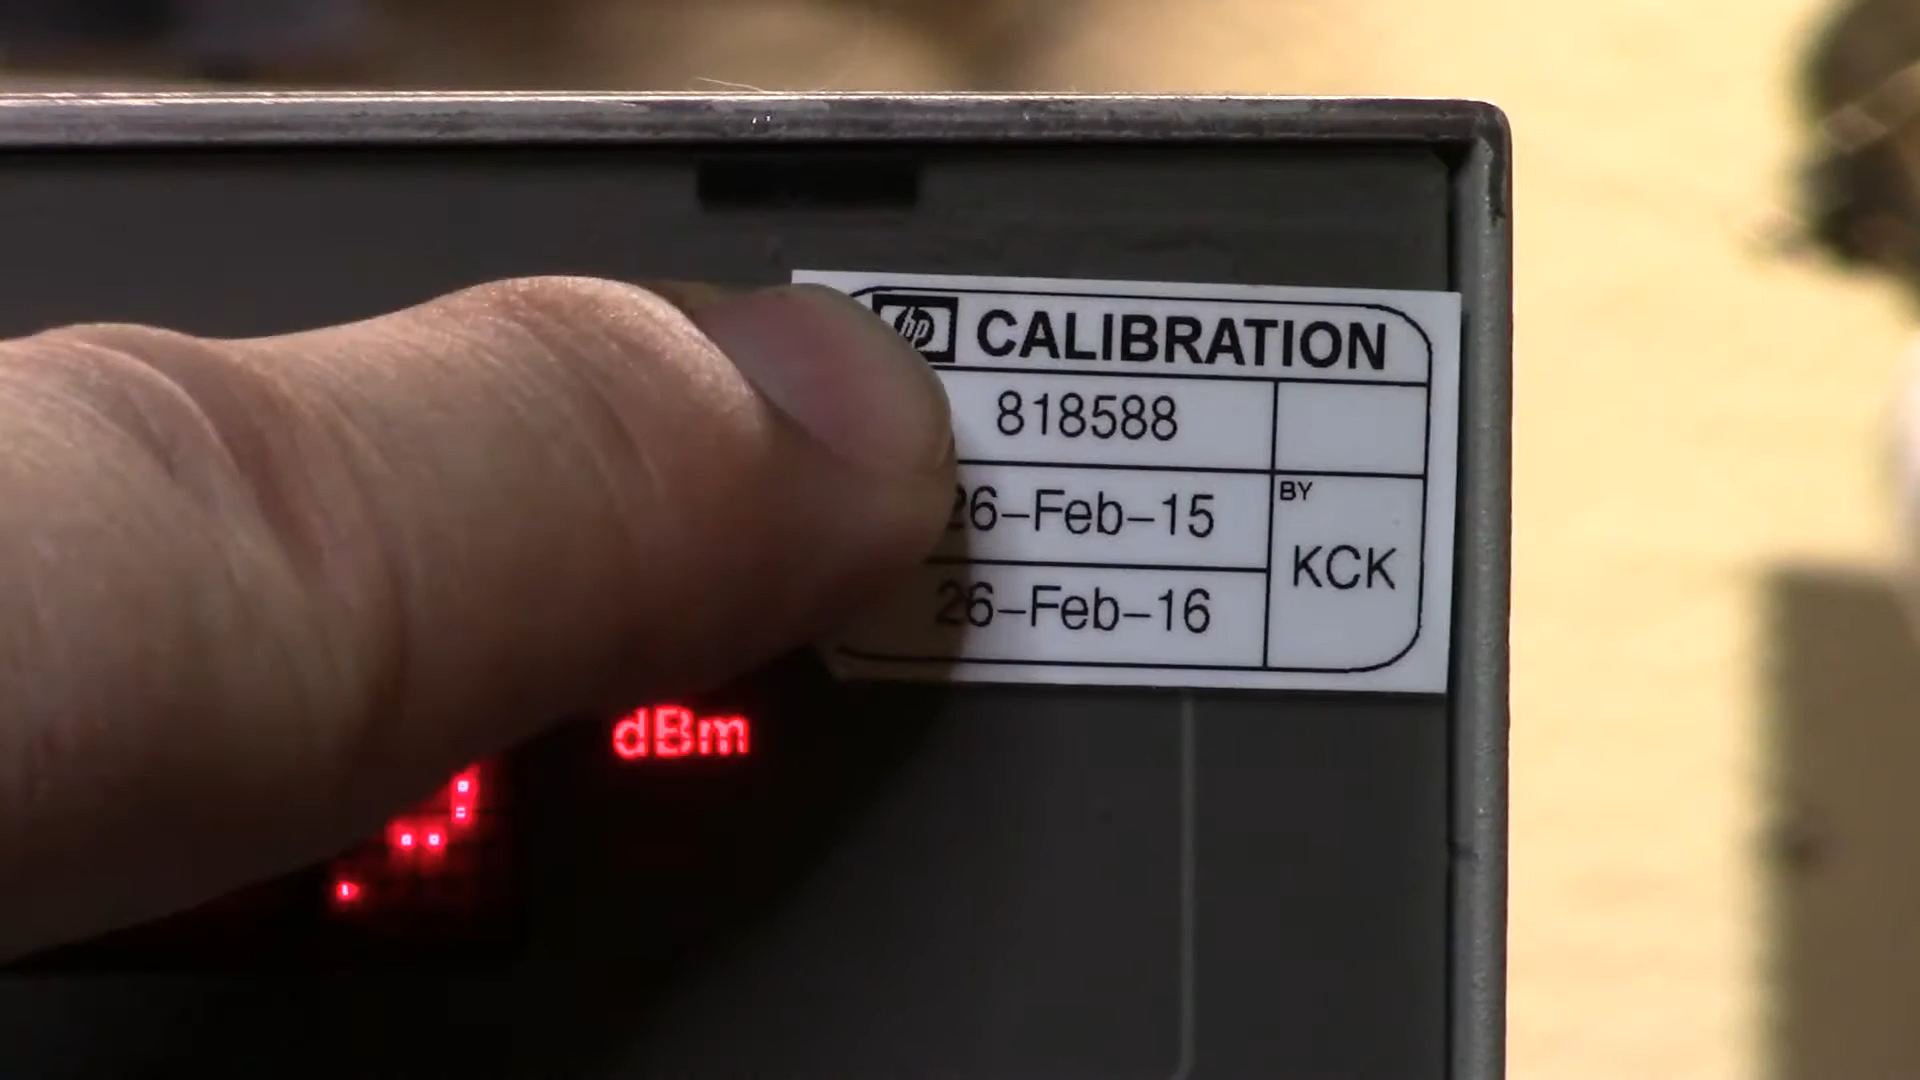 hp CALIBRATION
818588
26-Feb-15
BY
KCK
26-Feb-16
dBm